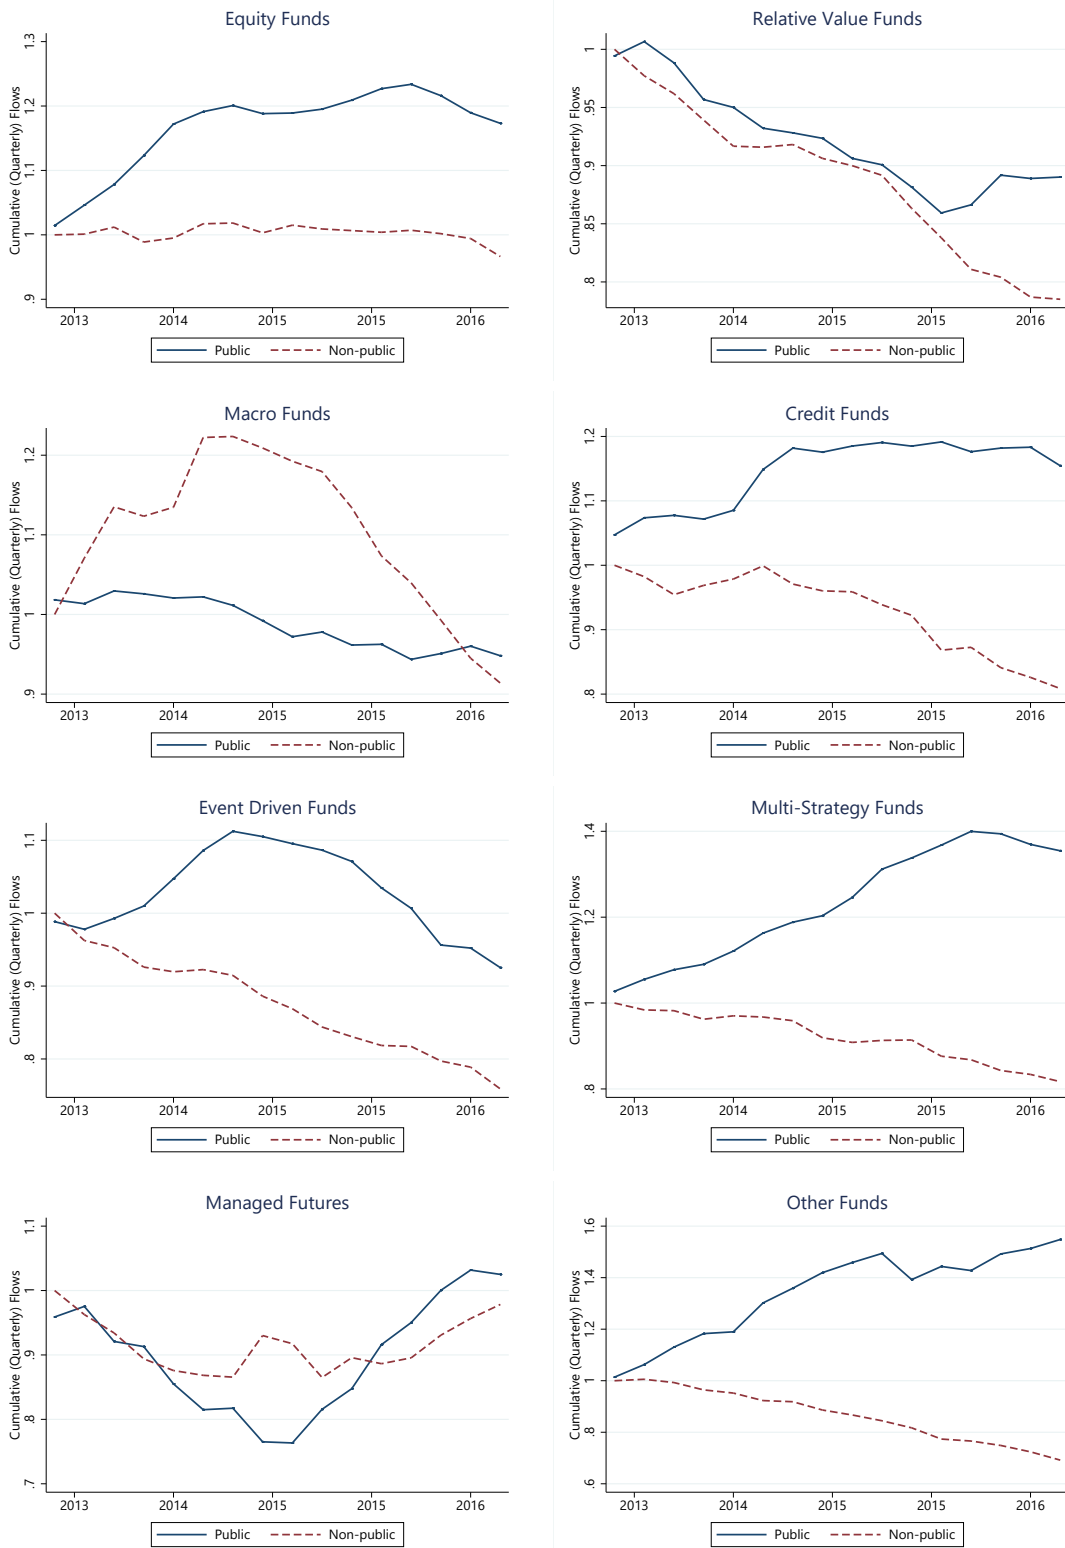 Equity Funds
Cumulative (Quarterly) Flows
1.3
1.2
1.1
1
.9
2013 2014 2015 2015 2016
Public Non-public
Relative Value Funds
Cumulative (Quarterly) Flows
1
.95
.9
.85
.8
2013 2014 2015 2015 2016
Public Non-public
Macro Funds
Cumulative (Quarterly) Flows
1.2
1.1
1
.9
2013 2014 2015 2015 2016
Public Non-public
Credit Funds
Cumulative (Quarterly) Flows
1.2
1.1
1
.9
.8
2013 2014 2015 2015 2016
Public Non-public
Event Driven Funds
Cumulative (Quarterly) Flows
1.1
1
.9
.8
2013 2014 2015 2015 2016
Public Non-public
Multi-Strategy Funds
Cumulative (Quarterly) Flows
1.4
1.2
1
.8
2013 2014 2015 2015 2016
Public Non-public
Managed Futures
Cumulative (Quarterly) Flows
1.1
1
.9
.8
.7
2013 2014 2015 2015 2016
Public Non-public
Other Funds
Cumulative (Quarterly) Flows
1.6
1.4
1.2
1
.8
.6
2013 2014 2015 2015 2016
Public Non-public